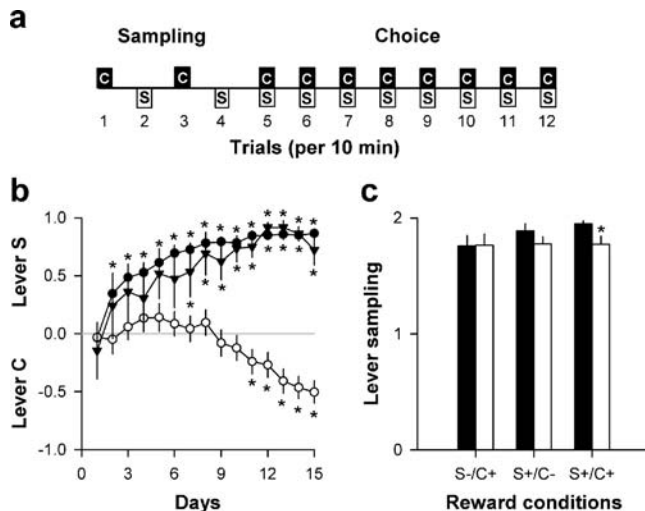 a
Sampling Choice
C C C C C C C C C C
S S S S S S S S S S
1 2 3 4 5 6 7 8 9 10 11 12
Trials (per 10 min)
b
Lever S
Lever C
1.0
0.5
0.0
-0.5
-1.0
* * * * * * * * * * * * * *
* * * * * * * * *
* * * * *
0 3 6 9 12 15
Days
c
Lever sampling
2
1
0
*
S-/C+ S+/C- S+/C+
Reward conditions